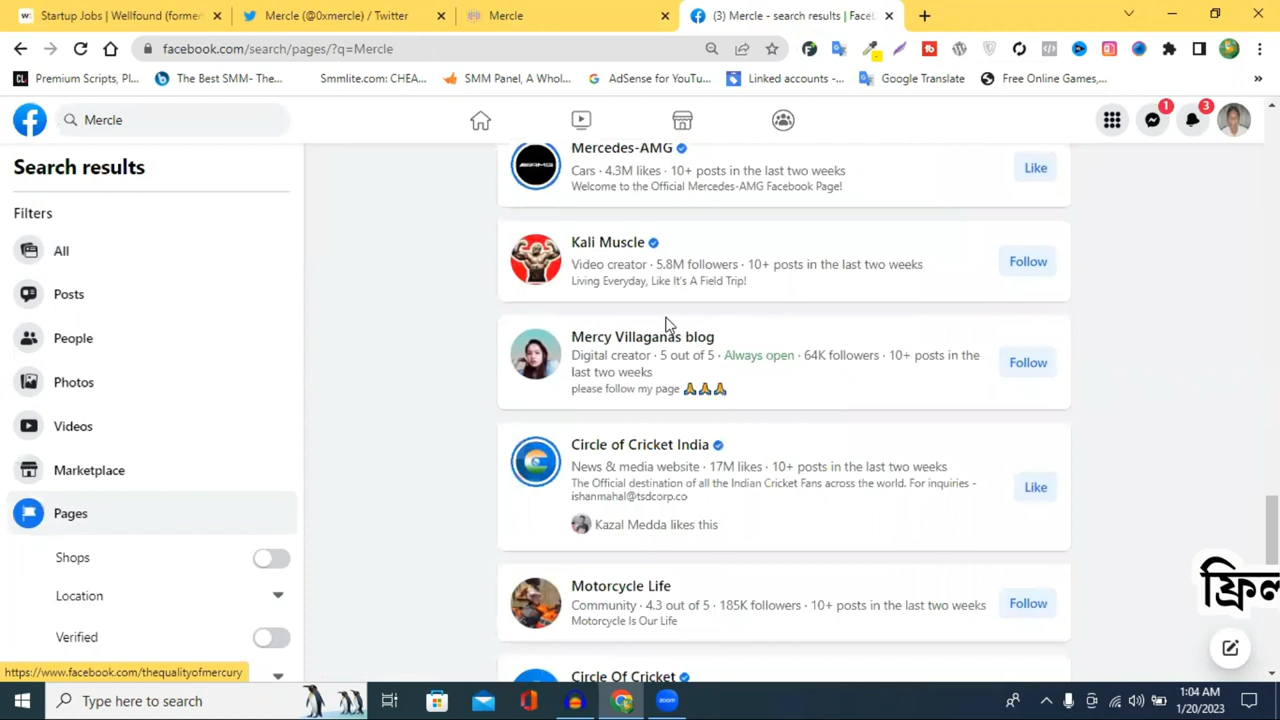 Startup Jobs | Wellfound (former
Mercle (@0xmercle) / Twitter
Mercle
(3) Mercle - search results | Face
facebook.com/search/pages/?q=Mercle
Premium Scripts, Pl...
The Best SMM- The...
Smmlite.com: CHEA...
SMM Panel, A Whol...
AdSense for YouTu...
Linked accounts -...
Google Translate
Free Online Games,...
Mercle
1
3
Search results
Filters
All
Posts
People
Photos
Videos
Marketplace
Pages
Shops
Location
Verified
https://www.facebook.com/thequalityofmercury
Mercedes-AMG
Cars · 4.3M likes · 10+ posts in the last two weeks
Welcome to the Official Mercedes-AMG Facebook Page!
Like
Kali Muscle
Video creator · 5.8M followers · 10+ posts in the last two weeks
Living Everyday, Like It's A Field Trip!
Follow
Mercy Villaganas blog
Digital creator · 5 out of 5 · Always open · 64K followers · 10+ posts in the
last two weeks
please follow my page 🙏🙏🙏
Follow
Circle of Cricket India
News & media website · 17M likes · 10+ posts in the last two weeks
The Official destination of all the Indian Cricket Fans across the world. For inquiries -
ishanmahal@tsdcorp.co
Kazal Medda likes this
Like
Motorcycle Life
Community · 4.3 out of 5 · 185K followers · 10+ posts in the last two weeks
Motorcycle Is Our Life
Follow
Circle Of Cricket
Type here to search
zoom
1:04 AM
1/20/2023